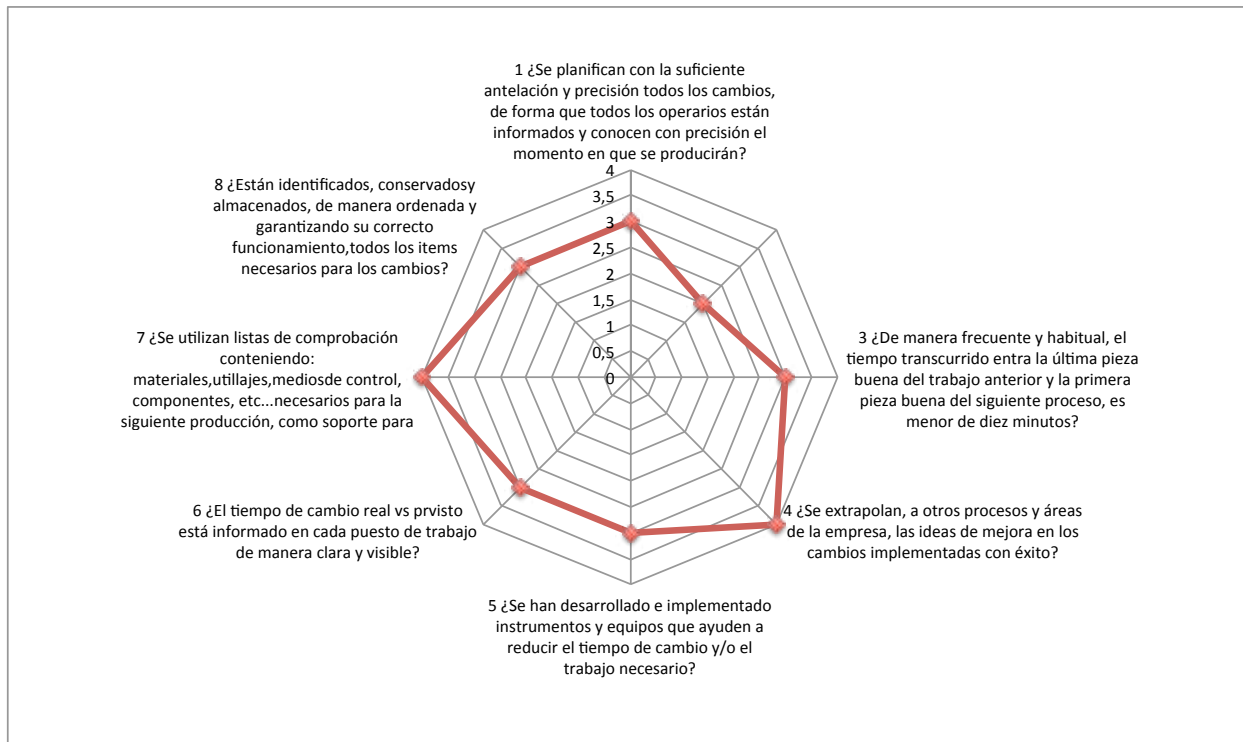 1 ¿Se planifican con la suficiente
antelación y precisión todos los cambios,
de forma que todos los operarios están
informados y conocen con precisión el
momento en que se producirán?
8 ¿Están identificados, conservadosy
almacenados, de manera ordenada y
garantizando su correcto
funcionamiento,todos los items
necesarios para los cambios?
4
3,5
3
2,5
2
1,5
1
0,5
0
7 ¿Se utilizan listas de comprobación
conteniendo:
materiales,utillajes,mediosde control,
componentes, etc...necesarios para la
siguiente producción, como soporte para
3 ¿De manera frecuente y habitual, el
tiempo transcurrido entra la última pieza
buena del trabajo anterior y la primera
pieza buena del siguiente proceso, es
menor de diez minutos?
6 ¿El tiempo de cambio real vs prvisto
está informado en cada puesto de trabajo
de manera clara y visible?
4 ¿Se extrapolan, a otros procesos y áreas
de la empresa, las ideas de mejora en los
cambios implementadas con éxito?
5 ¿Se han desarrollado e implementado
instrumentos y equipos que ayuden a
reducir el tiempo de cambio y/o el
trabajo necesario?